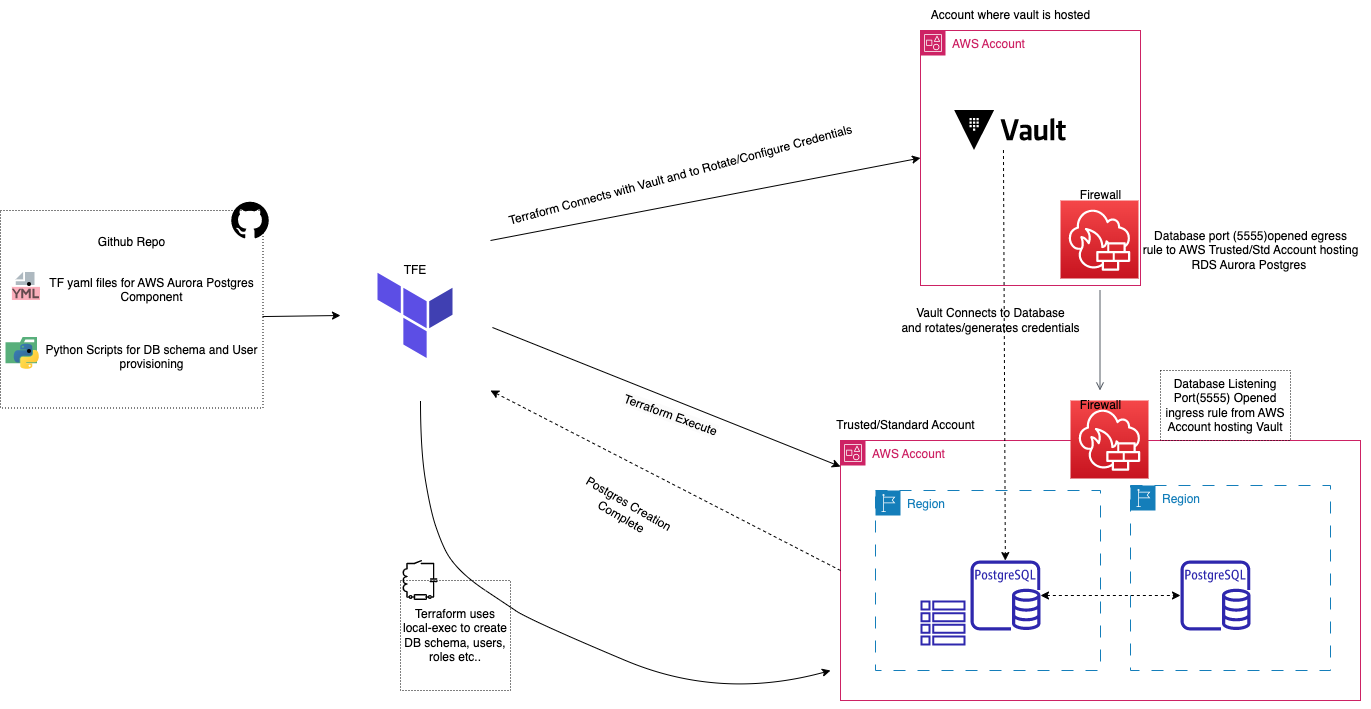 Account where vault is hosted
AWS Account
Vault
Terraform Connects with Vault and to Rotate/Configure Credentials
Firewall
Database port (5555)opened egress
rule to AWS Trusted/Std Account hosting
RDS Aurora Postgres
Github Repo
YML
TF yaml files for AWS Aurora Postgres
Component
Python Scripts for DB schema and User
provisioning
TFE
Vault Connects to Database
and rotates/generates credentials
Database Listening
Port(5555) Opened
ingress rule from AWS
Account hosting Vault
Firewall
Terraform Execute
Trusted/Standard Account
AWS Account
Postgres Creation
Complete
Region
Region
PostgreSQL
PostgreSQL
Terraform uses
local-exec to create
DB schema, users,
roles etc..